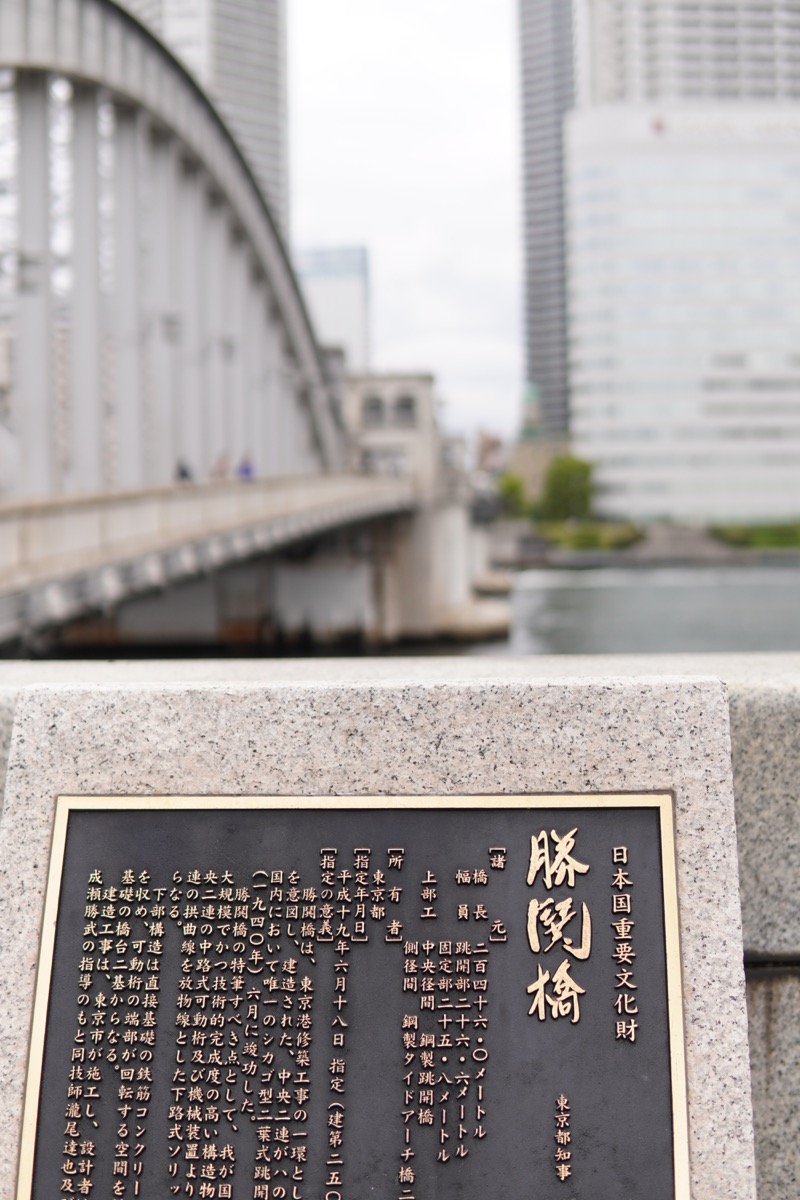 日本国重要文化財
勝鬨橋
東京都知事
［諸　元］
橋　長　二百四十六・〇メートル
幅　員　跳開部二十六・六メートル
固定部二十五・八メートル
上部工　中央径間　鋼製跳開橋
側径間　鋼製タイドアーチ橋二
［所有者］
東京都
［指定年月日］
平成十九年六月十八日　指定（建第二五〇
［指定の意義］
勝鬨橋は、東京港修築工事の一環とし
を意図し、建造された、中央二連がハの
国内において唯一のシカゴ型二葉式跳開
（一九四〇年）六月に竣功した。
勝鬨橋の特筆すべき点として、我が国
大規模でかつ技術的完成度の高い構造物
央二連の中路式可動桁及び機械装置より
連の拱曲線を放物線とした下路式ソリッ
らなる。
下部構造は直接基礎の鉄筋コンクリー
を収め、可動桁の端部が回転する空間を
基礎の橋台二基からなる。
建造工事は、東京市が施工し、設計者
成瀬勝武の指導のもと同技師瀧尾達也及